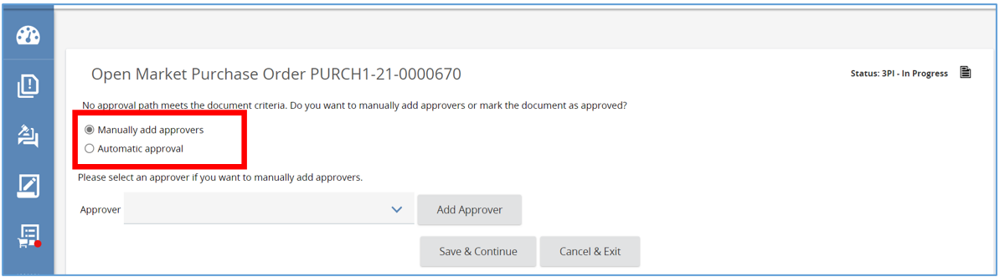 Open Market Purchase Order PURCH1-21-0000670
Status: 3PI - In Progress
No approval path meets the document criteria. Do you want to manually add approvers or mark the document as approved?
Manually add approvers
Automatic approval
Please select an approver if you want to manually add approvers.
Approver
Add Approver
Save & Continue
Cancel & Exit